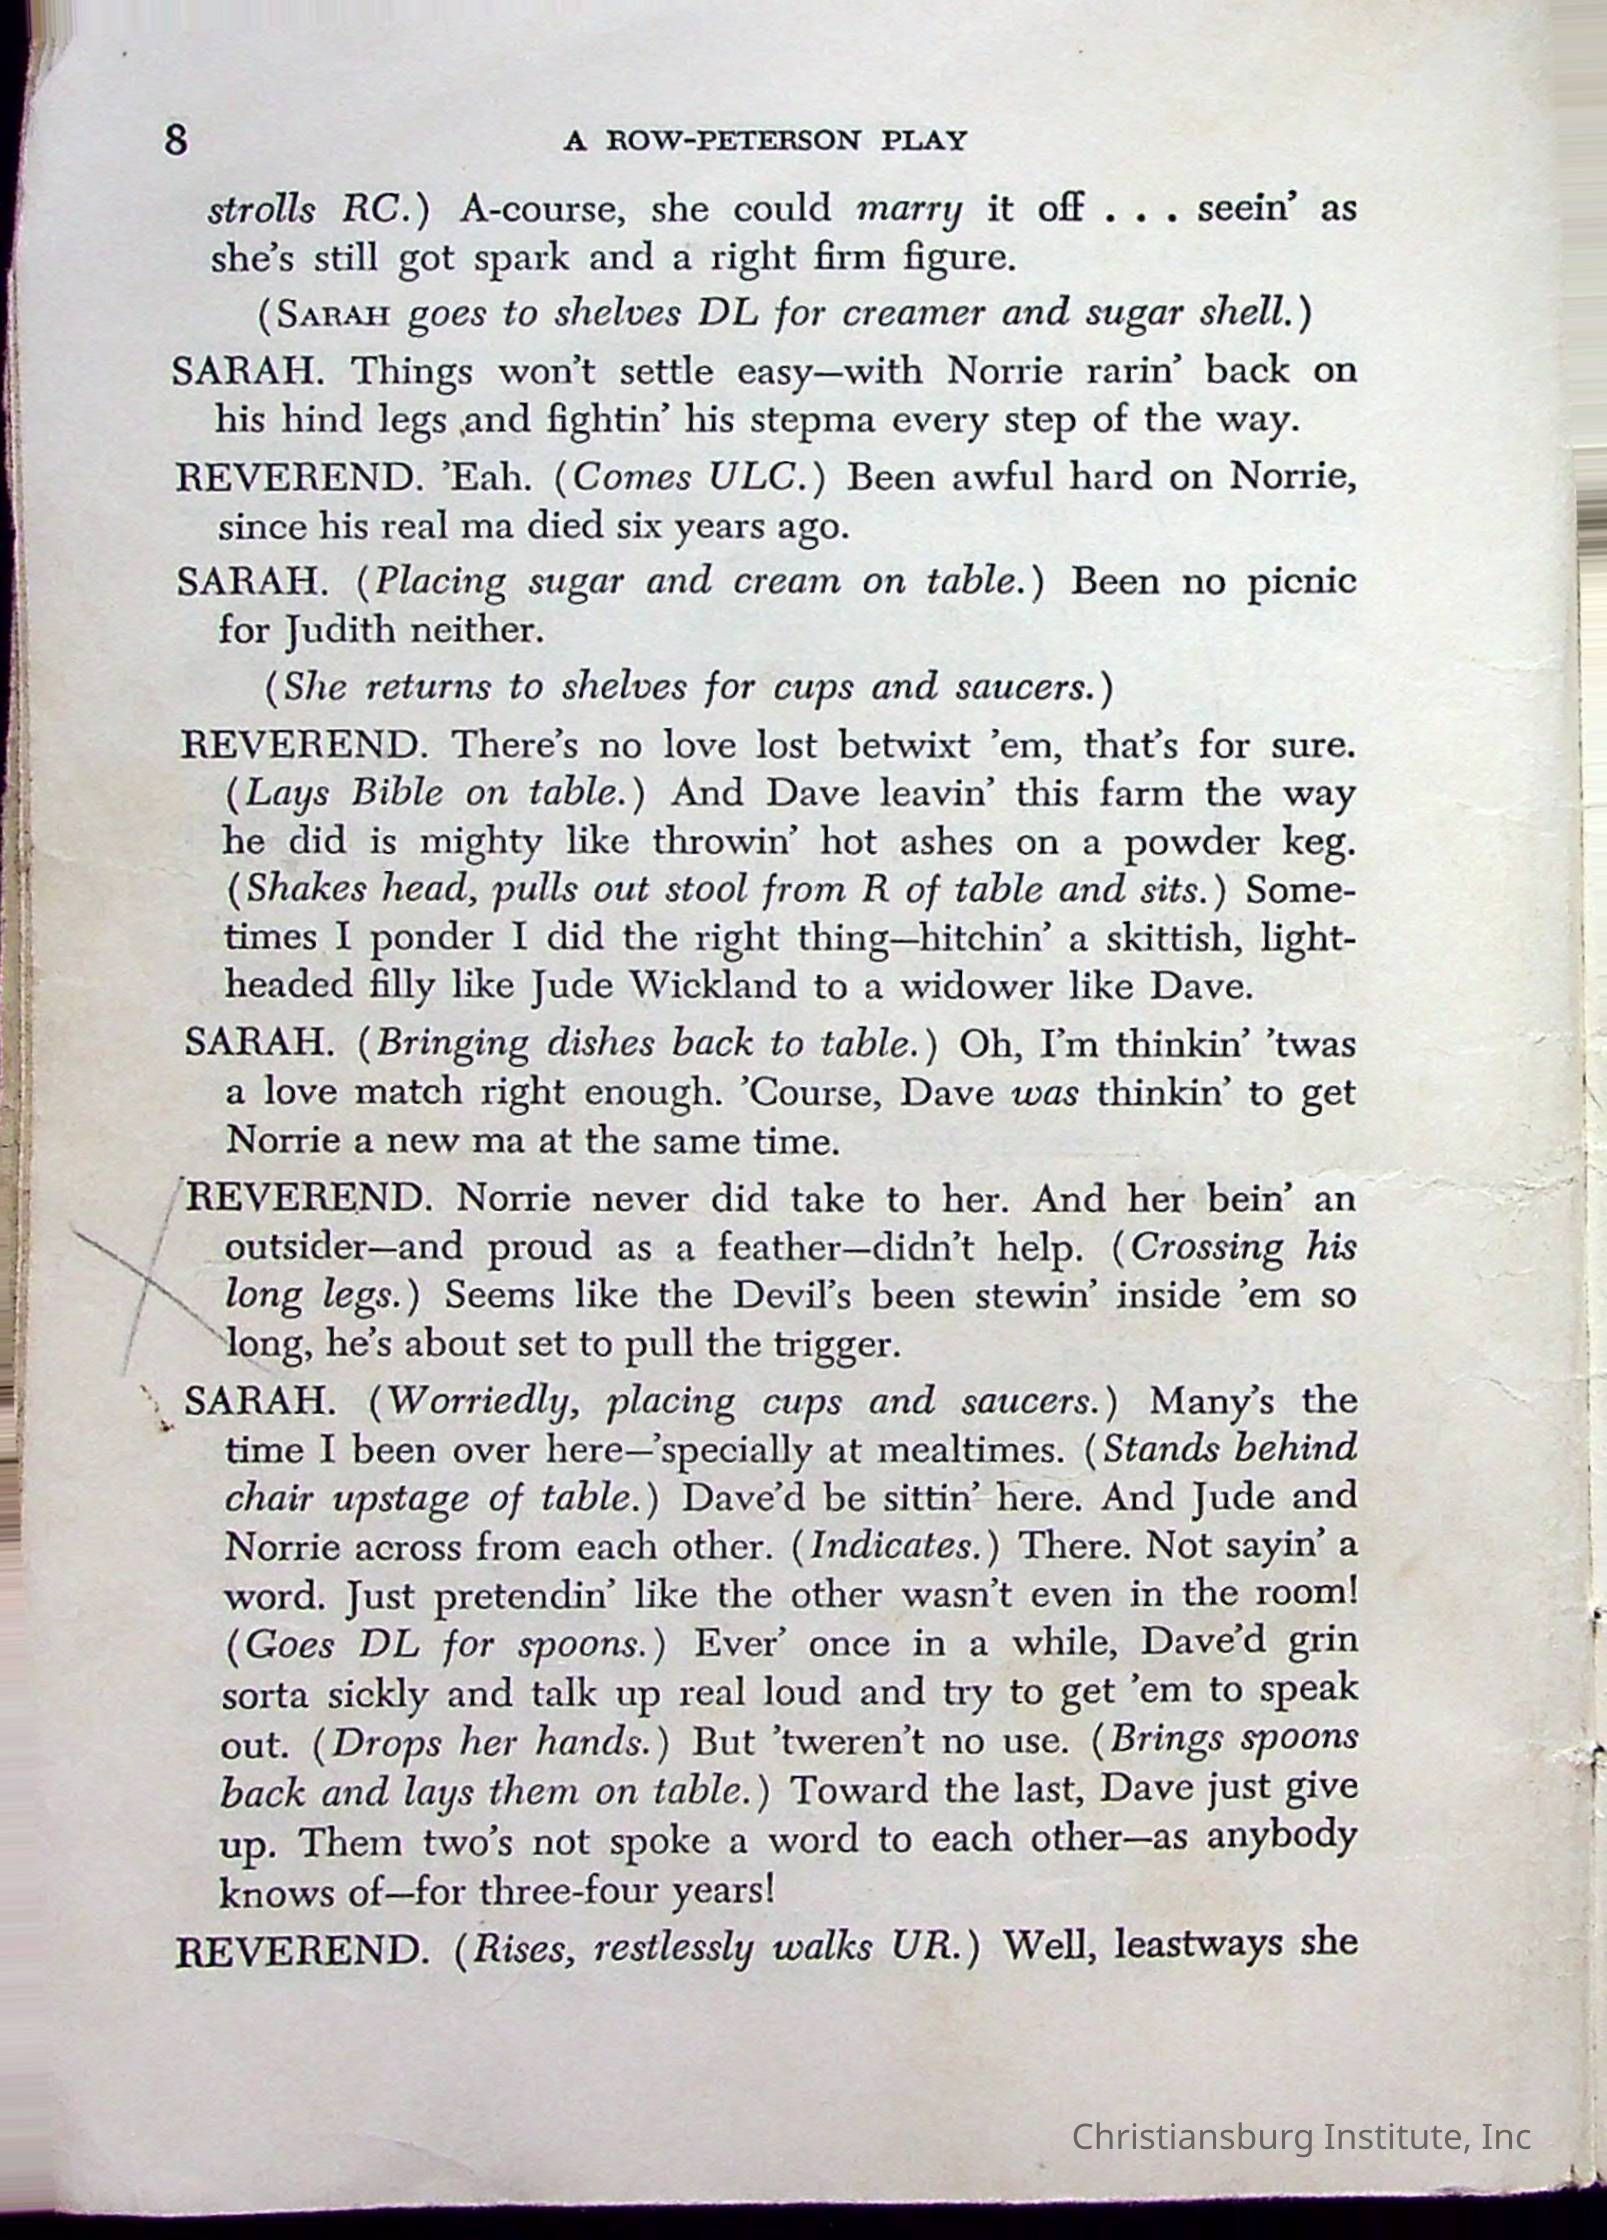 8 A ROW-PETERSON PLAY
strolls RC.) A-course, she could marry it off . . . seein’ as
she’s still got spark and a right firm figure.
(SARAH goes to shelves DL for creamer and sugar shell.)
SARAH. Things won’t settle easy—with Norrie rarin’ back on
his hind legs and fightin’ his stepma every step of the way.
REVEREND. ’Eah. (Comes ULC.) Been awful hard on Norrie,
since his real ma died six years ago.
SARAH. (Placing sugar and cream on table.) Been no picnic
for Judith neither.
(She returns to shelves for cups and saucers.)
REVEREND. There’s no love lost betwixt ’em, that’s for sure.
(Lays Bible on table.) And Dave leavin’ this farm the way
he did is mighty like throwin’ hot ashes on a powder keg.
(Shakes head, pulls out stool from R of table and sits.) Some-
times I ponder I did the right thing—hitchin’ a skittish, light-
headed filly like Jude Wickland to a widower like Dave.
SARAH. (Bringing dishes back to table.) Oh, I’m thinkin’ ’twas
a love match right enough. ’Course, Dave was thinkin’ to get
Norrie a new ma at the same time.
REVEREND. Norrie never did take to her. And her bein’ an
outsider—and proud as a feather—didn’t help. (Crossing his
long legs.) Seems like the Devil’s been stewin’ inside ’em so
long, he’s about set to pull the trigger.
SARAH. (Worriedly, placing cups and saucers.) Many’s the
time I been over here—’specially at mealtimes. (Stands behind
chair upstage of table.) Dave’d be sittin’ here. And Jude and
Norrie across from each other. (Indicates.) There. Not sayin’ a
word. Just pretendin’ like the other wasn’t even in the room!
(Goes DL for spoons.) Ever’ once in a while, Dave’d grin
sorta sickly and talk up real loud and try to get ’em to speak
out. (Drops her hands.) But ’tweren’t no use. (Brings spoons
back and lays them on table.) Toward the last, Dave just give
up. Them two’s not spoke a word to each other—as anybody
knows of—for three-four years!
REVEREND. (Rises, restlessly walks UR.) Well, leastways she
Christiansburg Institute, Inc